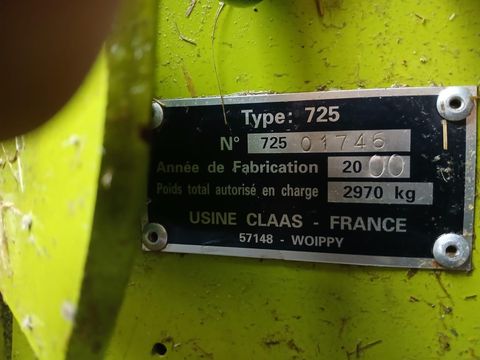 Type: 725
N° 725 01746
Année de Fabrication 2000
Poids total autorisé en charge 2970 kg
USINE CLAAS - FRANCE
57148 - WOIPPY